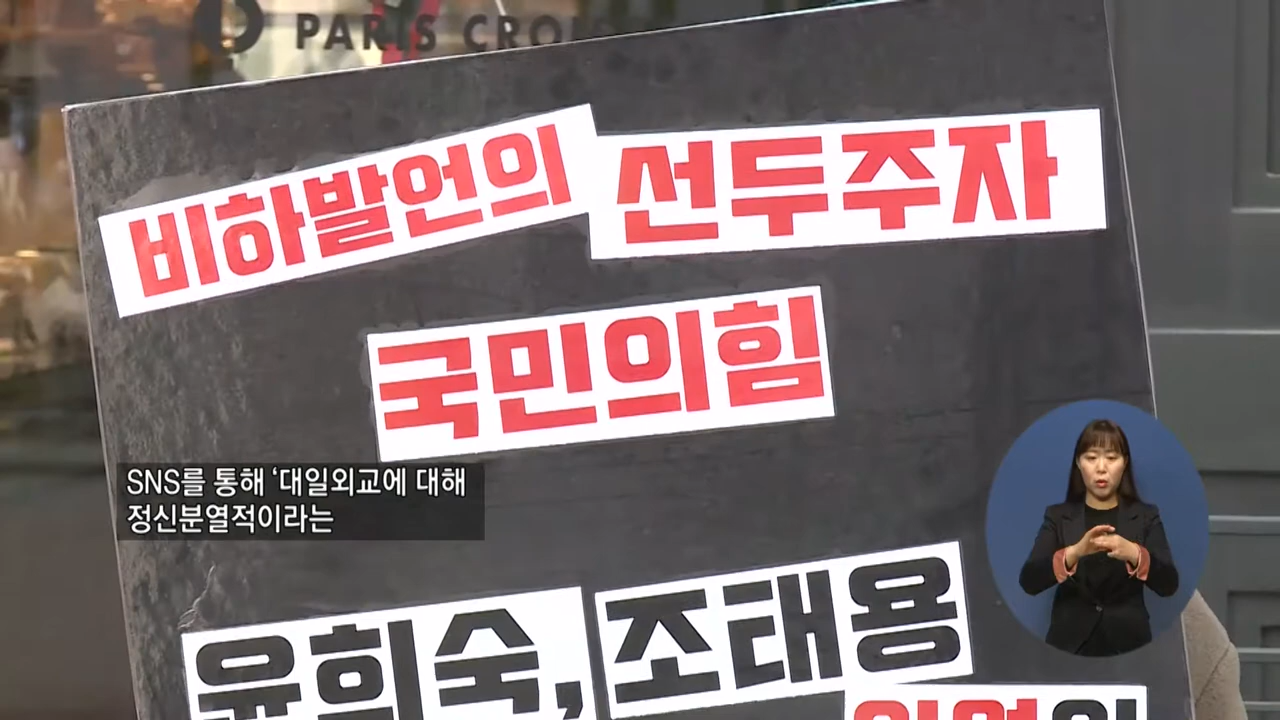 PARIS CROI
비하발언의 선두주자
국민의힘
SNS를 통해 ‘대일외교에 대해
정신분열적이라는
윤희숙, 조태용